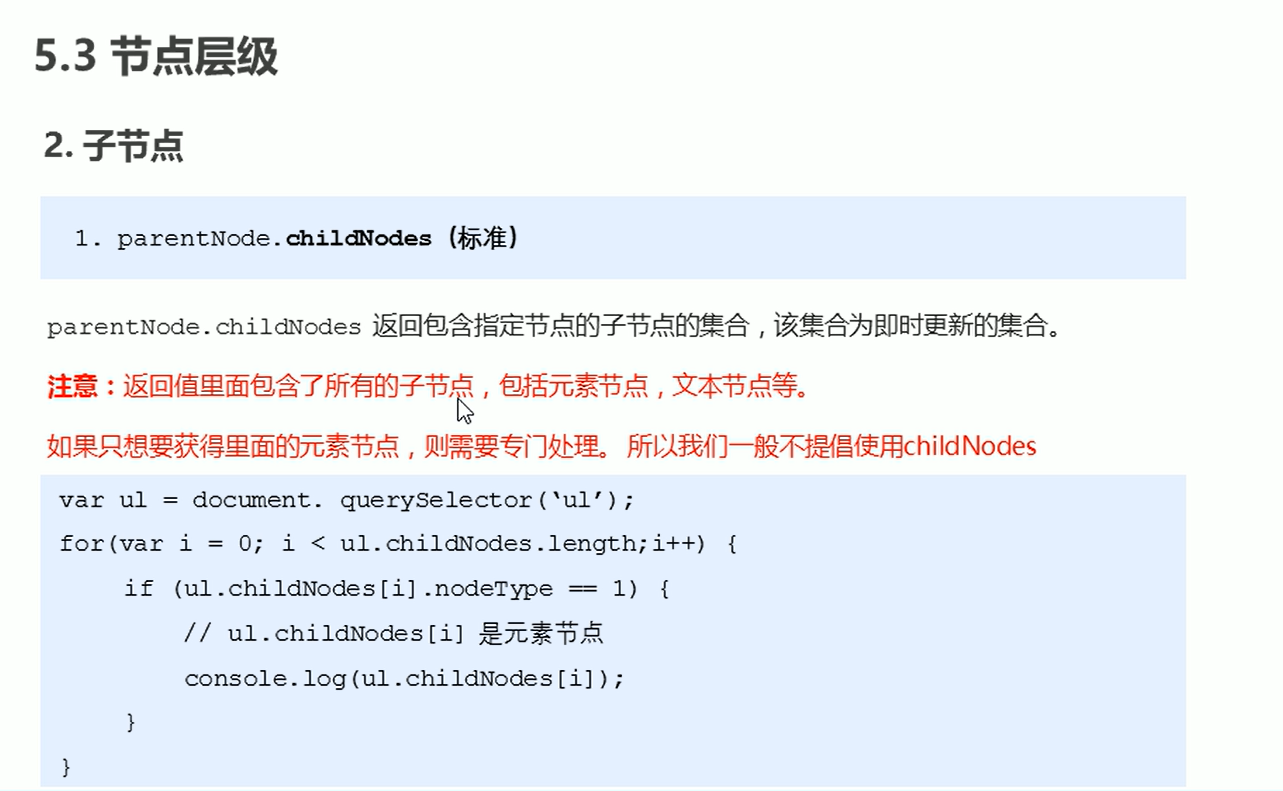 5.3 节点层级
2. 子节点
1. parentNode.childNodes（标准）
parentNode.childNodes 返回包含指定节点的子节点的集合，该集合为即时更新的集合。
注意：返回值里面包含了所有的子节点，包括元素节点，文本节点等。
如果只想要获得里面的元素节点，则需要专门处理。 所以我们一般不提倡使用childNodes
var ul = document. querySelector(‘ul’);
for(var i = 0; i < ul.childNodes.length;i++) {
if (ul.childNodes[i].nodeType == 1) {
// ul.childNodes[i] 是元素节点
console.log(ul.childNodes[i]);
}
}